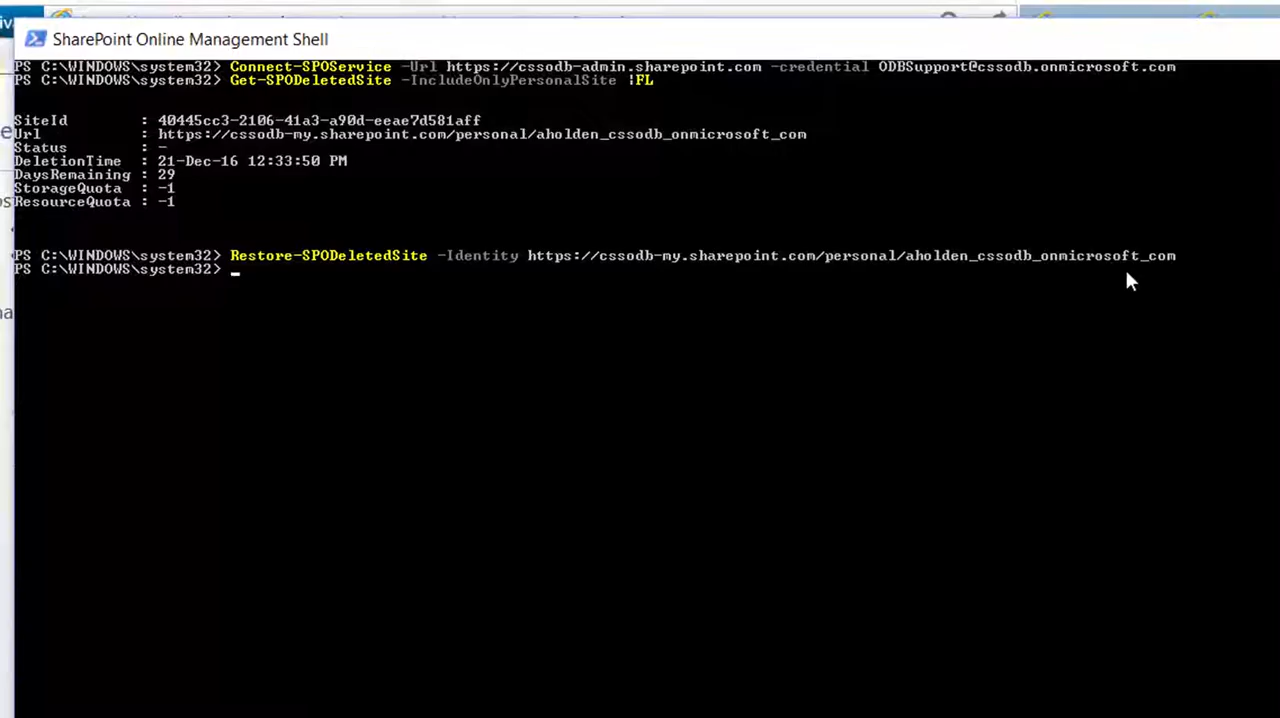 SharePoint Online Management Shell
PS C:\WINDOWS\system32> Connect-SPOService -Url https://cssodb-admin.sharepoint.com -credential ODBSupport@cssodb.onmicrosoft.com
PS C:\WINDOWS\system32> Get-SPODeletedSite -IncludeOnlyPersonalSite |FL
SiteId : 40445cc3-2106-41a3-a90d-eeae7d581aff
Url : https://cssodb-my.sharepoint.com/personal/aholden_cssodb_onmicrosoft_com
Status : -
DeletionTime : 21-Dec-16 12:33:50 PM
DaysRemaining : 29
StorageQuota : -1
ResourceQuota : -1
PS C:\WINDOWS\system32> Restore-SPODeletedSite -Identity https://cssodb-my.sharepoint.com/personal/aholden_cssodb_onmicrosoft_com
PS C:\WINDOWS\system32> _